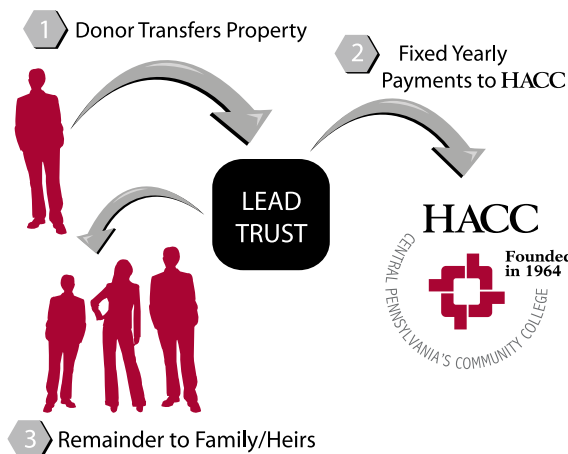 1 Donor Transfers Property
2 Fixed Yearly
Payments to HACC
LEAD
TRUST
HACC
Founded
in 1964
CENTRAL PENNSYLVANIA'S COMMUNITY COLLEGE
3 Remainder to Family/Heirs